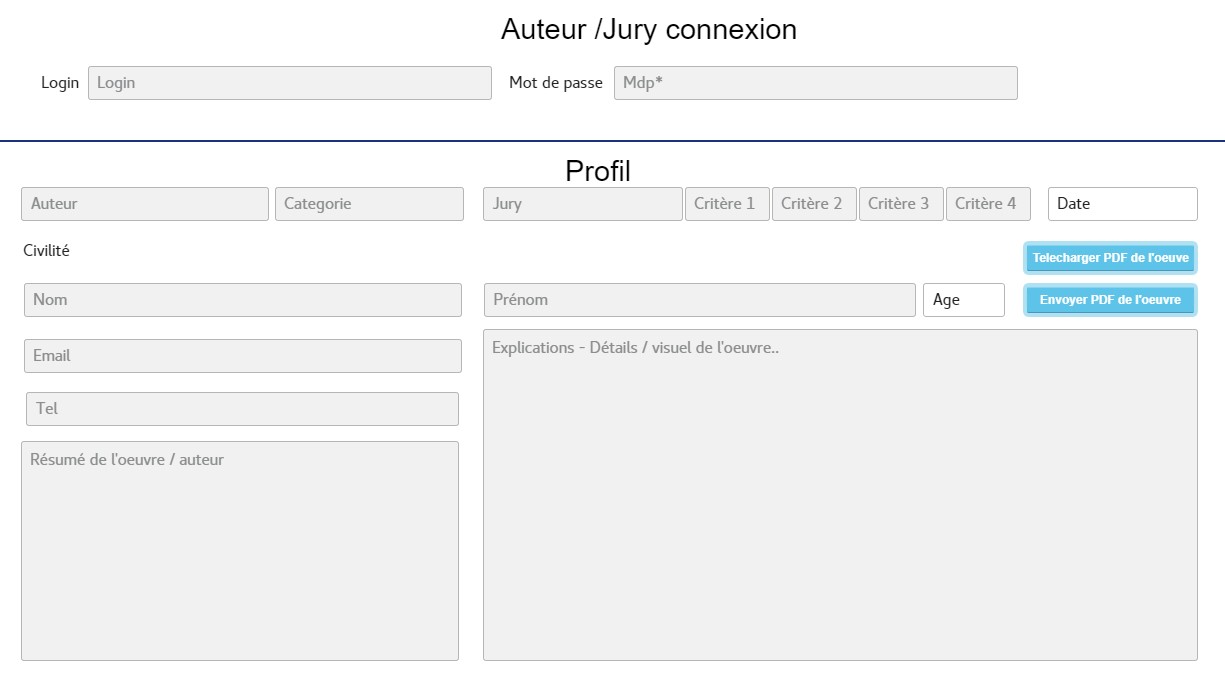 Auteur /Jury connexion
Login Login Mot de passe Mdp*
Profil
Auteur Categorie Jury Critère 1 Critère 2 Critère 3 Critère 4 Date
Civilité
Telecharger PDF de l'oeuve
Nom Prénom Age Envoyer PDF de l'oeuvre
Email
Explications - Détails / visuel de l'oeuvre..
Tel
Résumé de l'oeuvre / auteur